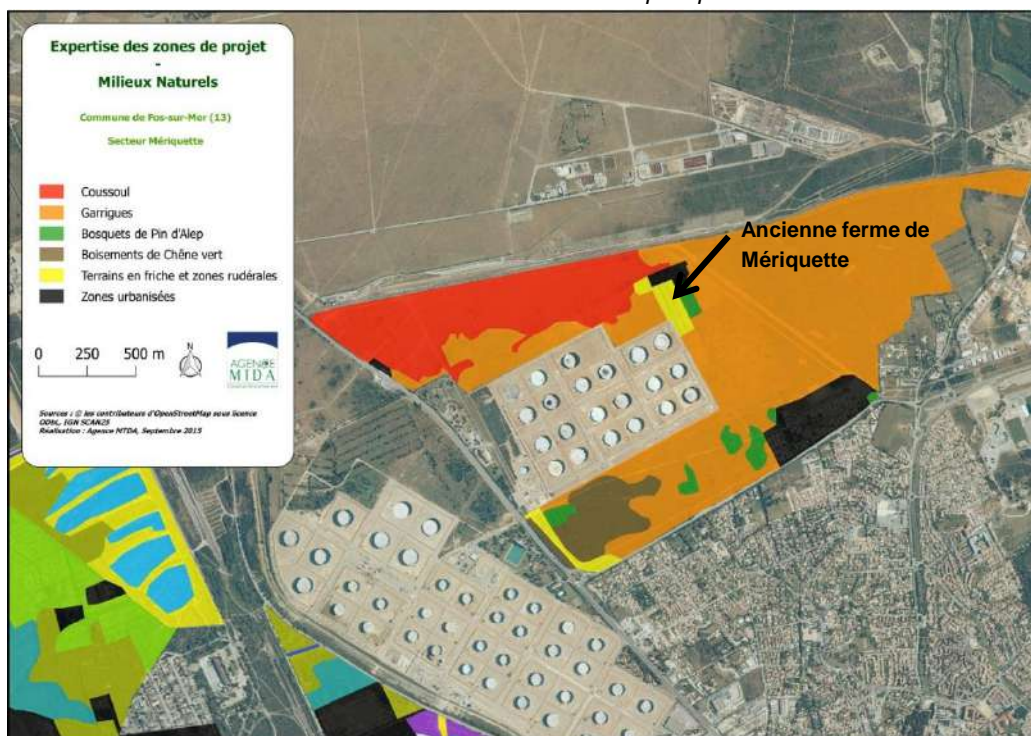 Expertise des zones de projet
-
Milieux Naturels
Commune de Fos-sur-Mer (13)
Secteur Mériquette
Coussoul
Garrigues
Bosquets de Pin d'Alep
Boisements de Chêne vert
Terrains en friche et zones rudérales
Zones urbanisées
0 250 500 m
N
AGENCE
MTDA
Sources : © les contributeurs d'OpenStreetMap sous licence
ODbL, IGN SCAN25
Réalisation : Agence MTDA, Septembre 2015
Ancienne ferme de
Mériquette